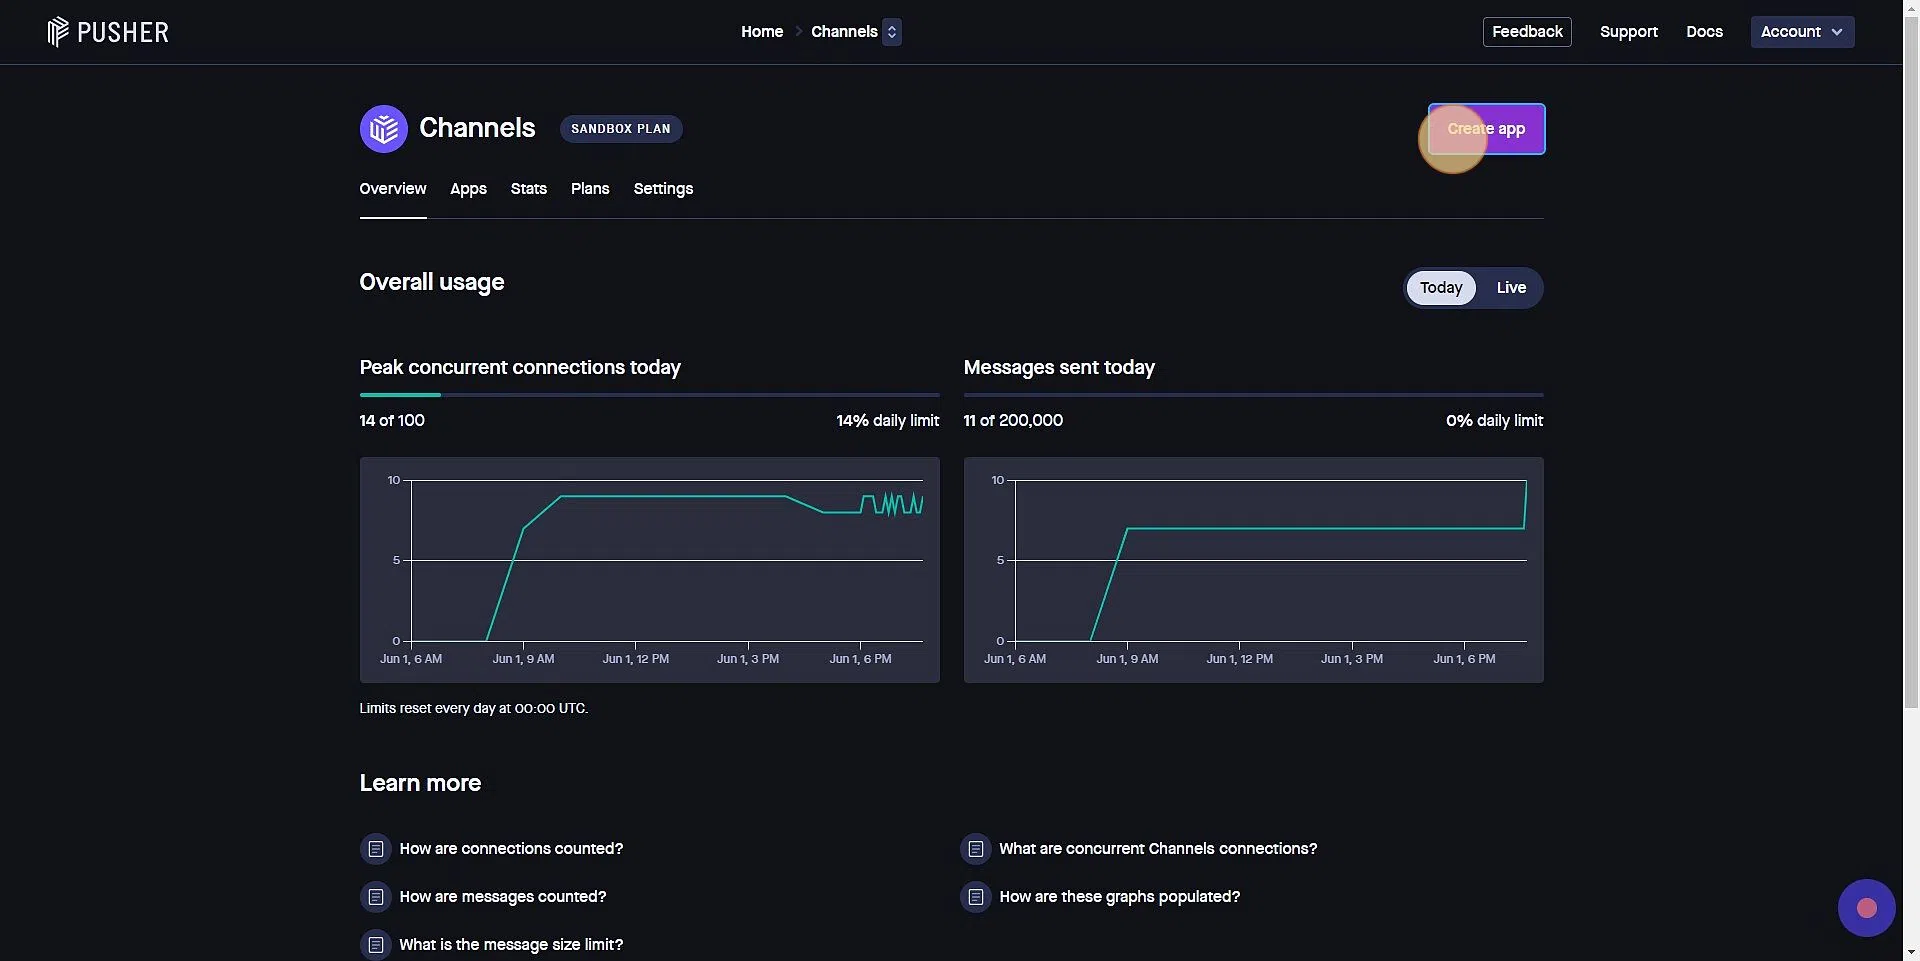 PUSHER
Home
Channels
Feedback
Support
Docs
Account
Channels
SANDBOX PLAN
Create app
Overview
Apps
Stats
Plans
Settings
Overall usage
Today
Live
Peak concurrent connections today
14 of 100
14% daily limit
10
5
0
Jun 1, 6 AM
Jun 1, 9 AM
Jun 1, 12 PM
Jun 1, 3 PM
Jun 1, 6 PM
Limits reset every day at 00:00 UTC.
Messages sent today
11 of 200,000
0% daily limit
10
5
0
Jun 1, 6 AM
Jun 1, 9 AM
Jun 1, 12 PM
Jun 1, 3 PM
Jun 1, 6 PM
Learn more
How are connections counted?
What are concurrent Channels connections?
How are messages counted?
How are these graphs populated?
What is the message size limit?